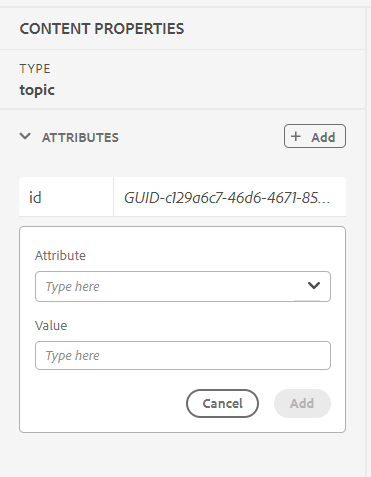 CONTENT PROPERTIES
TYPE
topic
ATTRIBUTES
+ Add
id GUID-c129a6c7-46d6-4671-85...
Attribute
Type here
Value
Type here
Cancel Add